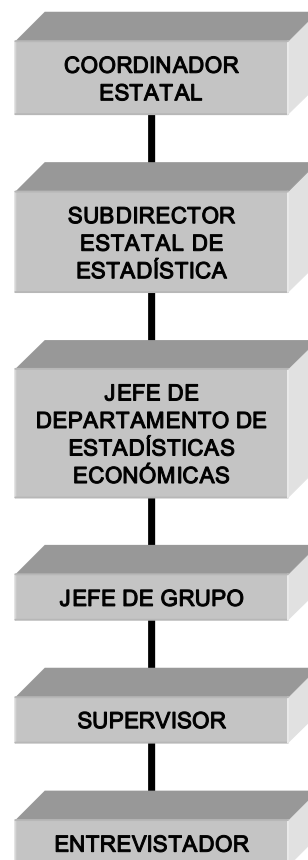 COORDINADOR
ESTATAL
SUBDIRECTOR
ESTATAL DE
ESTADÍSTICA
JEFE DE
DEPARTAMENTO DE
ESTADÍSTICAS
ECONÓMICAS
JEFE DE GRUPO
SUPERVISOR
ENTREVISTADOR